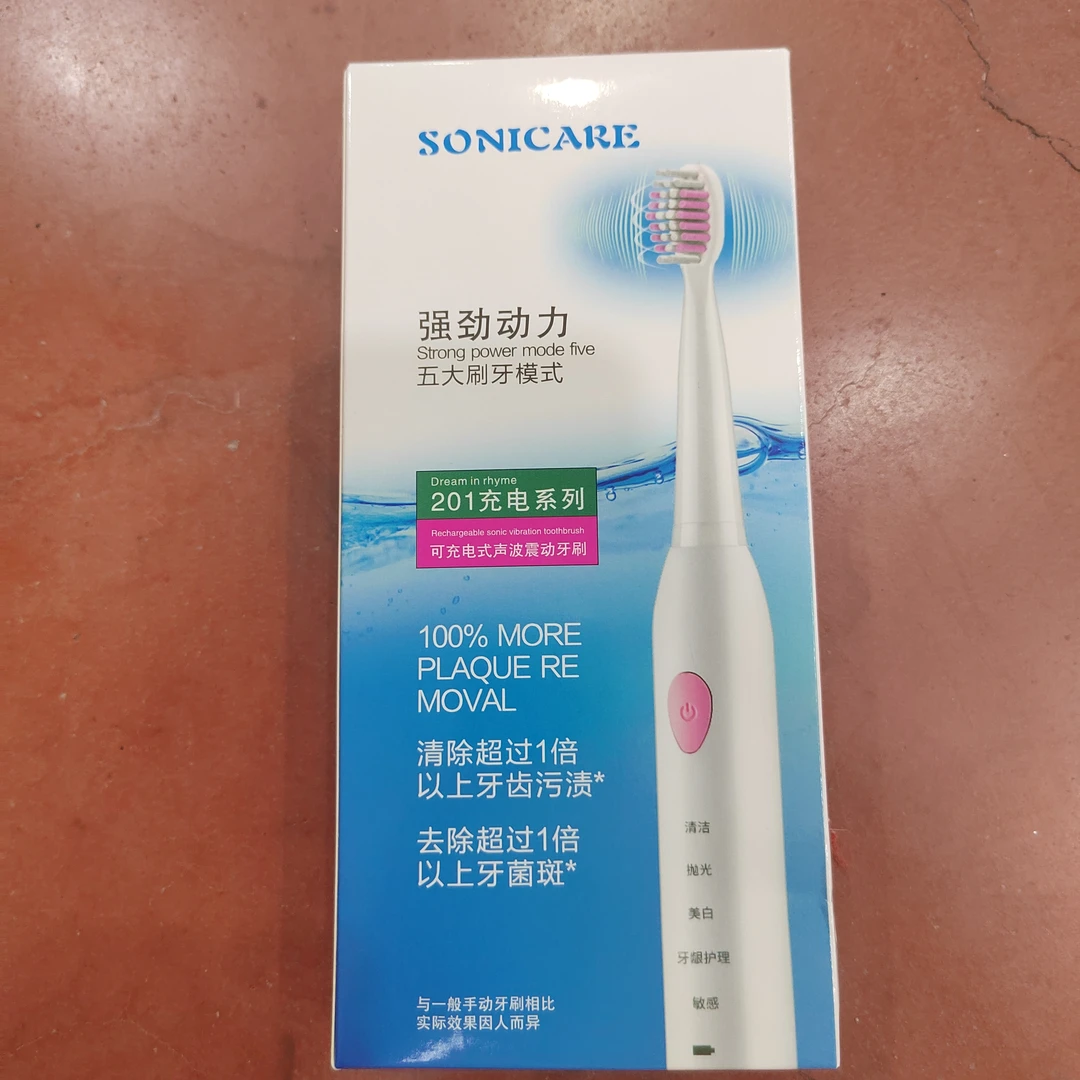 SONICARE
强劲动力
Strong power mode five
五大刷牙模式
Dream in rhyme
201充电系列
Rechargeable sonic vibration toothbrush
可充电式声波震动牙刷
100% MORE
PLAQUE RE
MOVAL
清除超过1倍
以上牙齿污渍*
去除超过1倍
以上牙菌斑*
清洁
抛光
美白
牙龈护理
敏感
与一般手动牙刷相比
实际效果因人而异